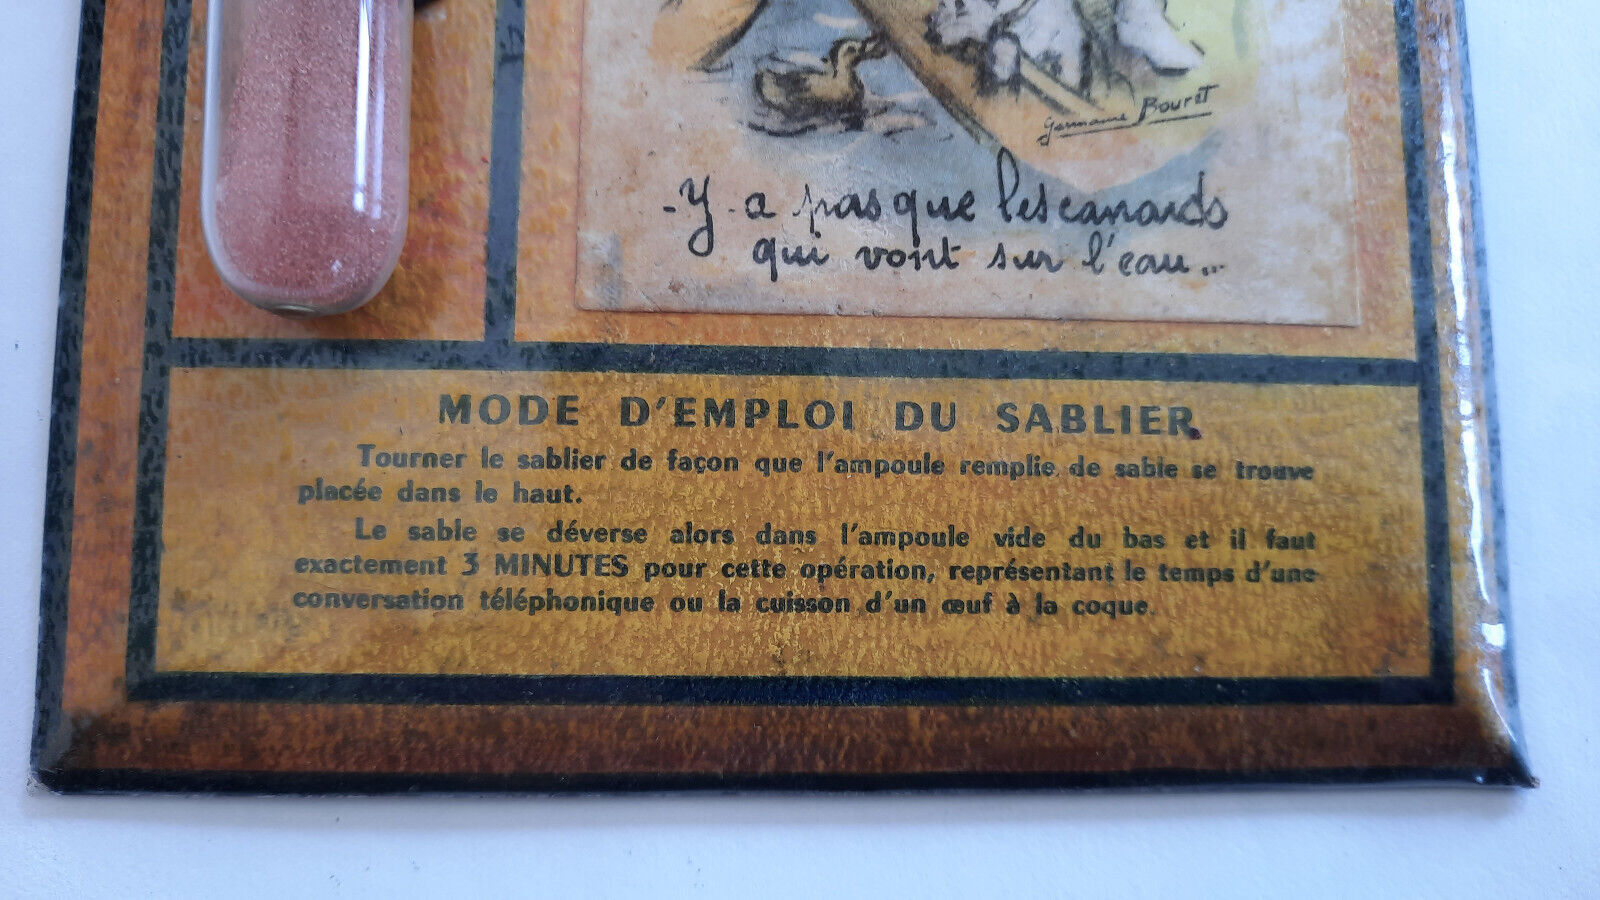 Germaine Bouret
-Y-a pas que les canards
qui vont sur l'eau...
MODE D'EMPLOI DU SABLIER
Tourner le sablier de façon que l'ampoule remplie de sable se trouve
placée dans le haut.
Le sable se déverse alors dans l'ampoule vide du bas et il faut
exactement 3 MINUTES pour cette opération, représentant le temps d'une
conversation téléphonique ou la cuisson d'un œuf à la coque.